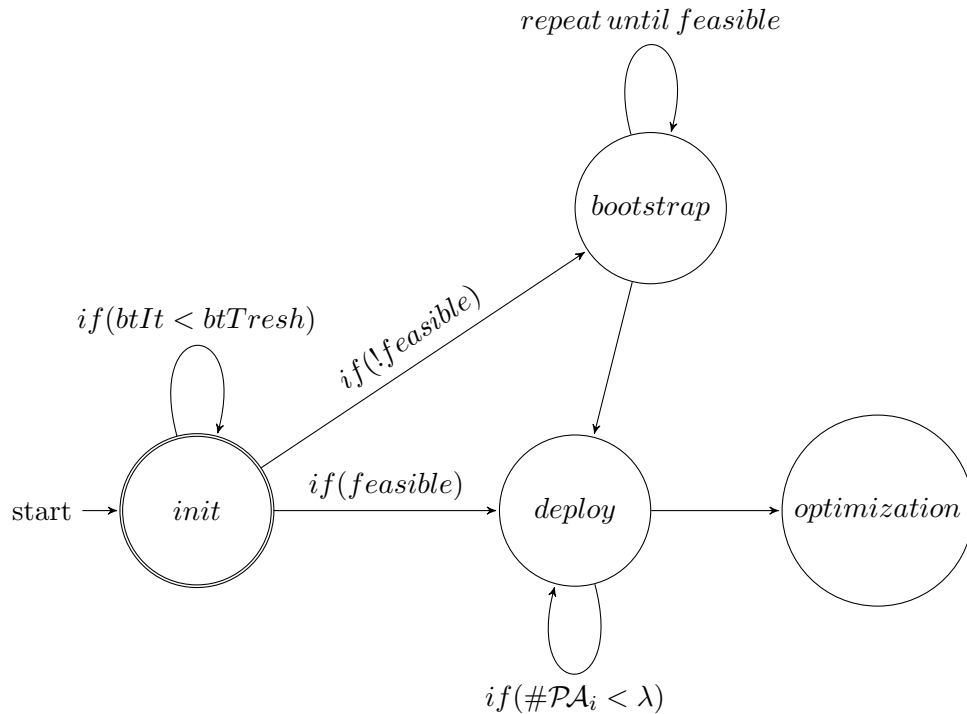 repeat until feasible
bootstrap
if(btIt < btTresh)
if(!feasible)
start
init
if(feasible)
deploy
optimization
if(#𝒫𝒜ᵢ < λ)